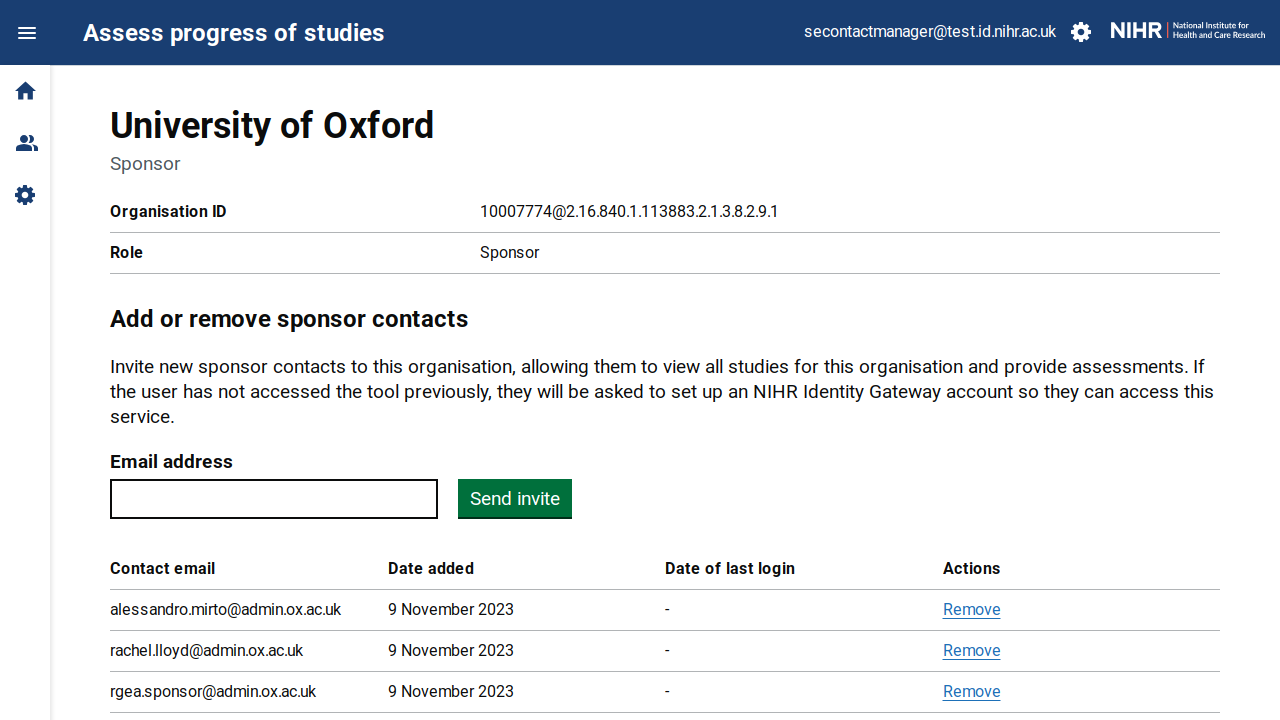 Assess progress of studies
secontactmanager@test.id.nihr.ac.uk
NIHR
National Institute for
Health and Care Research
University of Oxford
Sponsor
Organisation ID 10007774@2.16.840.1.113883.2.1.3.8.2.9.1
Role Sponsor
Add or remove sponsor contacts
Invite new sponsor contacts to this organisation, allowing them to view all studies for this organisation and provide assessments. If
the user has not accessed the tool previously, they will be asked to set up an NIHR Identity Gateway account so they can access this
service.
Email address
Send invite
Contact email Date added Date of last login Actions
alessandro.mirto@admin.ox.ac.uk 9 November 2023 - Remove
rachel.lloyd@admin.ox.ac.uk 9 November 2023 - Remove
rgea.sponsor@admin.ox.ac.uk 9 November 2023 - Remove